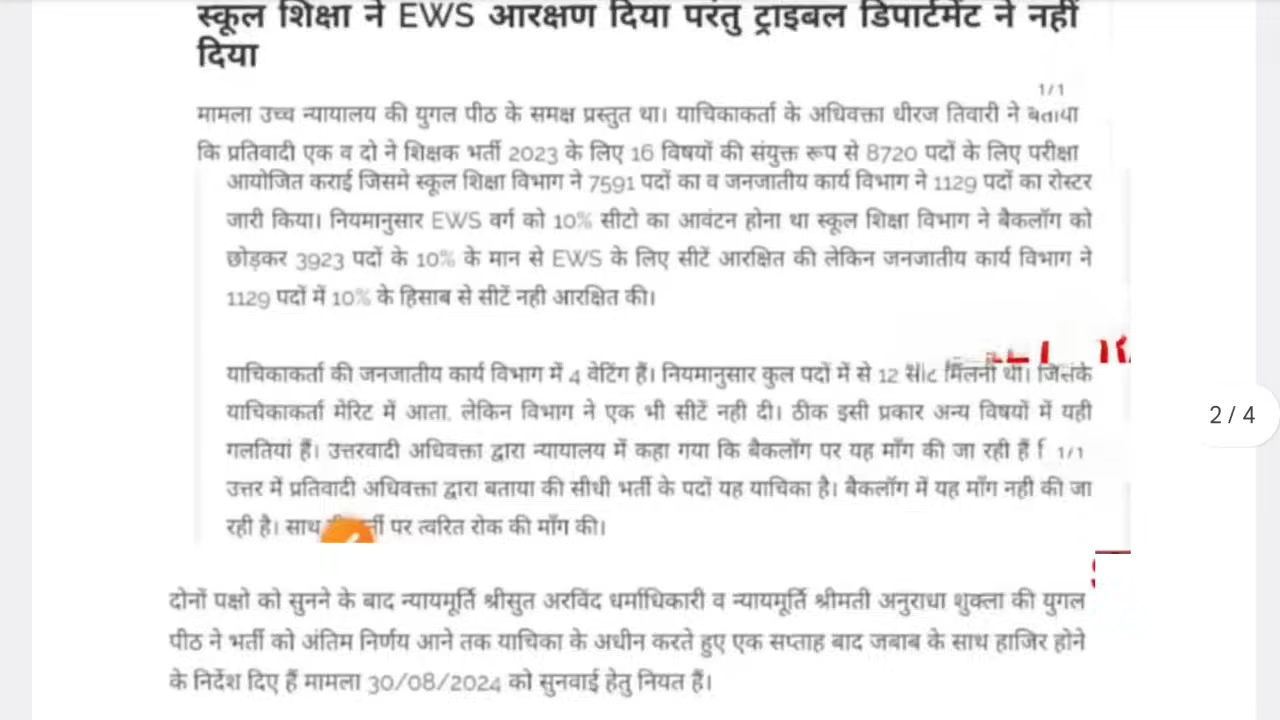 स्कूल शिक्षा ने EWS आरक्षण दिया परंतु ट्राइबल डिपार्टमेंट ने नहीं
दिया
1/1
मामला उच्च न्यायालय की युगल पीठ के समक्ष प्रस्तुत था। याचिकाकर्ता के अधिवक्ता धीरज तिवारी ने बताया
कि प्रतिवादी एक व दो ने शिक्षक भर्ती 2023 के लिए 16 विषयों की संयुक्त रूप से 8720 पदों के लिए परीक्षा
आयोजित कराई जिसमे स्कूल शिक्षा विभाग ने 7591 पदों का व जनजातीय कार्य विभाग ने 1129 पदों का रोस्टर
जारी किया। नियमानुसार EWS वर्ग को 10% सीटो का आवंटन होना था स्कूल शिक्षा विभाग ने बैकलॉग को
छोड़कर 3923 पदों के 10% के मान से EWS के लिए सीटें आरक्षित की लेकिन जनजातीय कार्य विभाग ने
1129 पदों में 10% के हिसाब से सीटें नही आरक्षित की।
याचिकाकर्ता की जनजातीय कार्य विभाग में 4 वेटिंग हैं। नियमानुसार कुल पदों में से 12 मिलनी थी। जिसके
याचिकाकर्ता मेरिट में आता, लेकिन विभाग ने एक भी सीटें नही दी। ठीक इसी प्रकार अन्य विषयों में यही
गलतियां हैं। उत्तरवादी अधिवक्ता द्वारा न्यायालय में कहा गया कि बैकलॉग पर यह माँग की जा रही हैं 1/1
उत्तर में प्रतिवादी अधिवक्ता द्वारा बताया की सीधी भर्ती के पदों यह याचिका है। बैकलॉग में यह माँग नही की जा
रही है। साथ पर त्वरित रोक की माँग की।
2 / 4
दोनों पक्षो को सुनने के बाद न्यायमूर्ति श्रीसुत अरविंद धर्माधिकारी व न्यायमूर्ति श्रीमती अनुराधा शुक्ला की युगल
पीठ ने भर्ती को अंतिम निर्णय आने तक याचिका के अधीन करते हुए एक सप्ताह बाद जबाब के साथ हाजिर होने
के निर्देश दिए हैं मामला 30/08/2024 को सुनवाई हेतु नियत हैं।